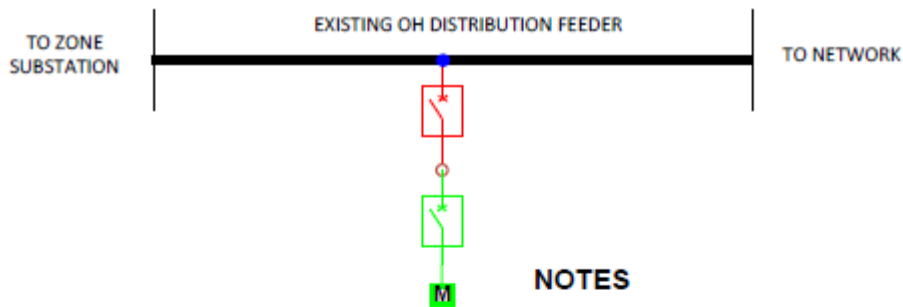 EXISTING OH DISTRIBUTION FEEDER
TO ZONE
SUBSTATION
TO NETWORK
M
NOTES